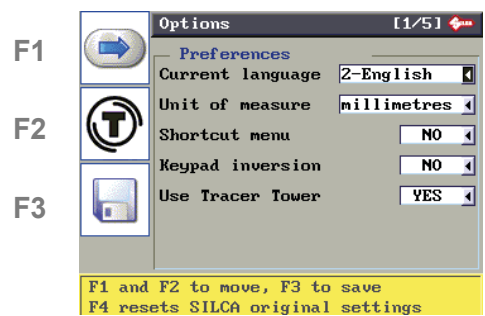 Options [1/5] SILCA
Preferences
F1
Current language 2-English
Unit of measure millimetres
F2 T
Shortcut menu NO
Keypad inversion NO
F3
Use Tracer Tower YES
F1 and F2 to move, F3 to save
F4 resets SILCA original settings